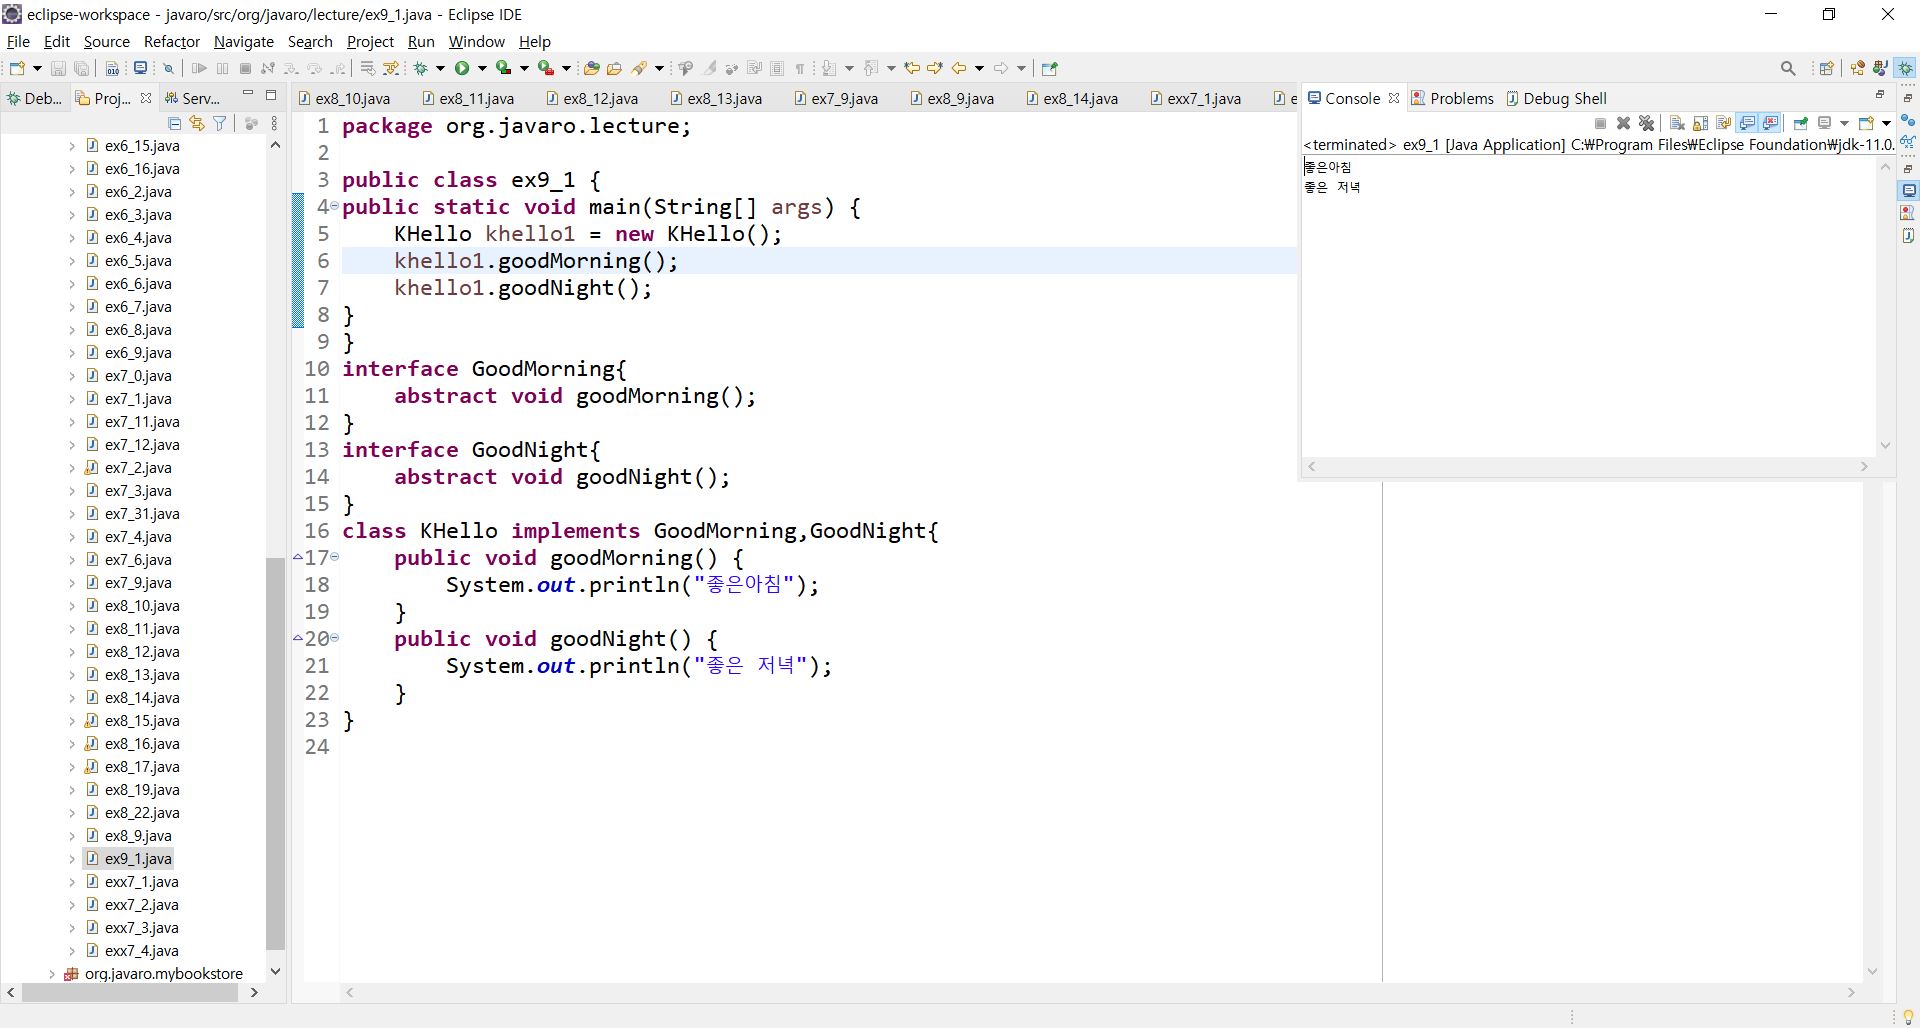 eclipse-workspace - javaro/src/org/javaro/lecture/ex9_1.java - Eclipse IDE
File Edit Source Refactor Navigate Search Project Run Window Help
Deb... Proj... Serv...
ex6_15.java
ex6_16.java
ex6_2.java
ex6_3.java
ex6_4.java
ex6_5.java
ex6_6.java
ex6_7.java
ex6_8.java
ex6_9.java
ex7_0.java
ex7_1.java
ex7_11.java
ex7_12.java
ex7_2.java
ex7_3.java
ex7_31.java
ex7_4.java
ex7_6.java
ex7_9.java
ex8_10.java
ex8_11.java
ex8_12.java
ex8_13.java
ex8_14.java
ex8_15.java
ex8_16.java
ex8_17.java
ex8_19.java
ex8_22.java
ex8_9.java
ex9_1.java
exx7_1.java
exx7_2.java
exx7_3.java
exx7_4.java
org.javaro.mybookstore
ex8_10.java ex8_11.java ex8_12.java ex8_13.java ex7_9.java ex8_9.java ex8_14.java exx7_1.java e
1 package org.javaro.lecture;
2
3 public class ex9_1 {
4 public static void main(String[] args) {
5     KHello khello1 = new KHello();
6     khello1.goodMorning();
7     khello1.goodNight();
8 }
9 }
10 interface GoodMorning{
11     abstract void goodMorning();
12 }
13 interface GoodNight{
14     abstract void goodNight();
15 }
16 class KHello implements GoodMorning,GoodNight{
17     public void goodMorning() {
18         System.out.println("좋은아침");
19     }
20     public void goodNight() {
21         System.out.println("좋은 저녁");
22     }
23 }
24
Console Problems Debug Shell
<terminated> ex9_1 [Java Application] C:₩Program Files₩Eclipse Foundation₩jdk-11.0.
좋은아침
좋은 저녁